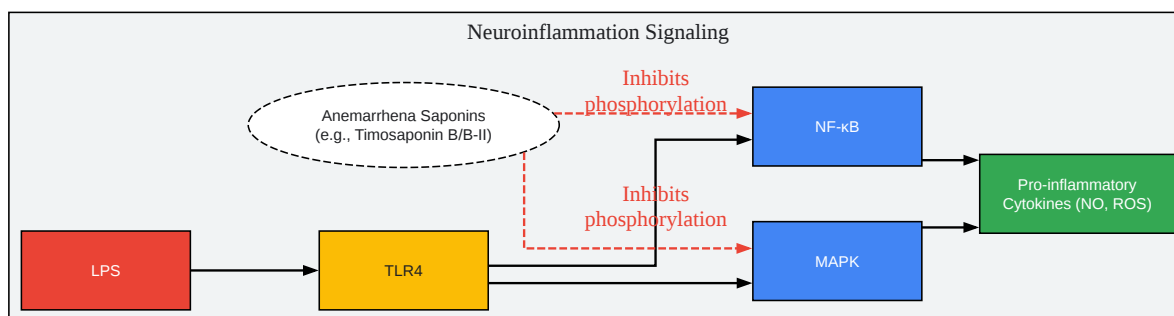 Neuroinflammation Signaling
Inhibits
phosphorylation
Anemarrhena Saponins
(e.g., Timosaponin B/B-II)
NF-κB
Pro-inflammatory
Cytokines (NO, ROS)
Inhibits
phosphorylation
LPS
TLR4
MAPK